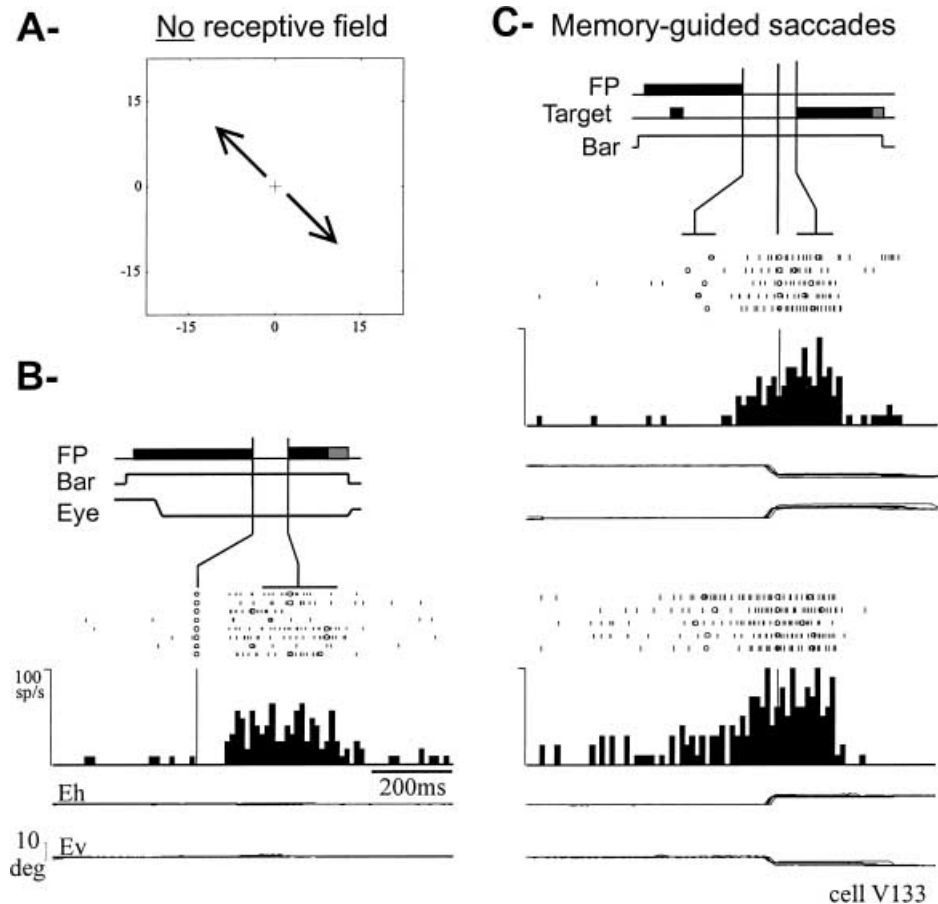 A- No receptive field
15
0
-15
-15
0
15
B-
FP
Bar
Eye
100
sp/s
200ms
Eh
10
deg
Ev
C- Memory-guided saccades
FP
Target
Bar
cell V133